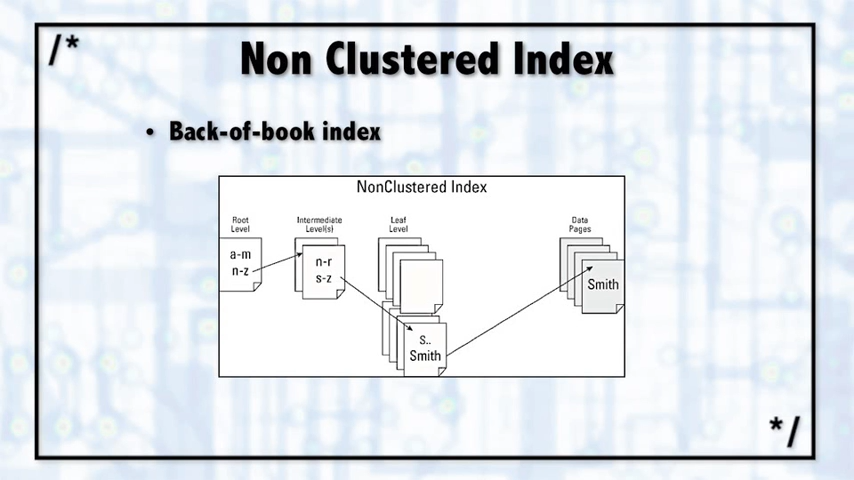 /*
Non Clustered Index
• Back-of-book index
NonClustered Index
Root
Level
Intermediate
Level(s)
Leaf
Level
Data
Pages
a-m
n-z
n-r
s-z
Smith
s..
Smith
*/